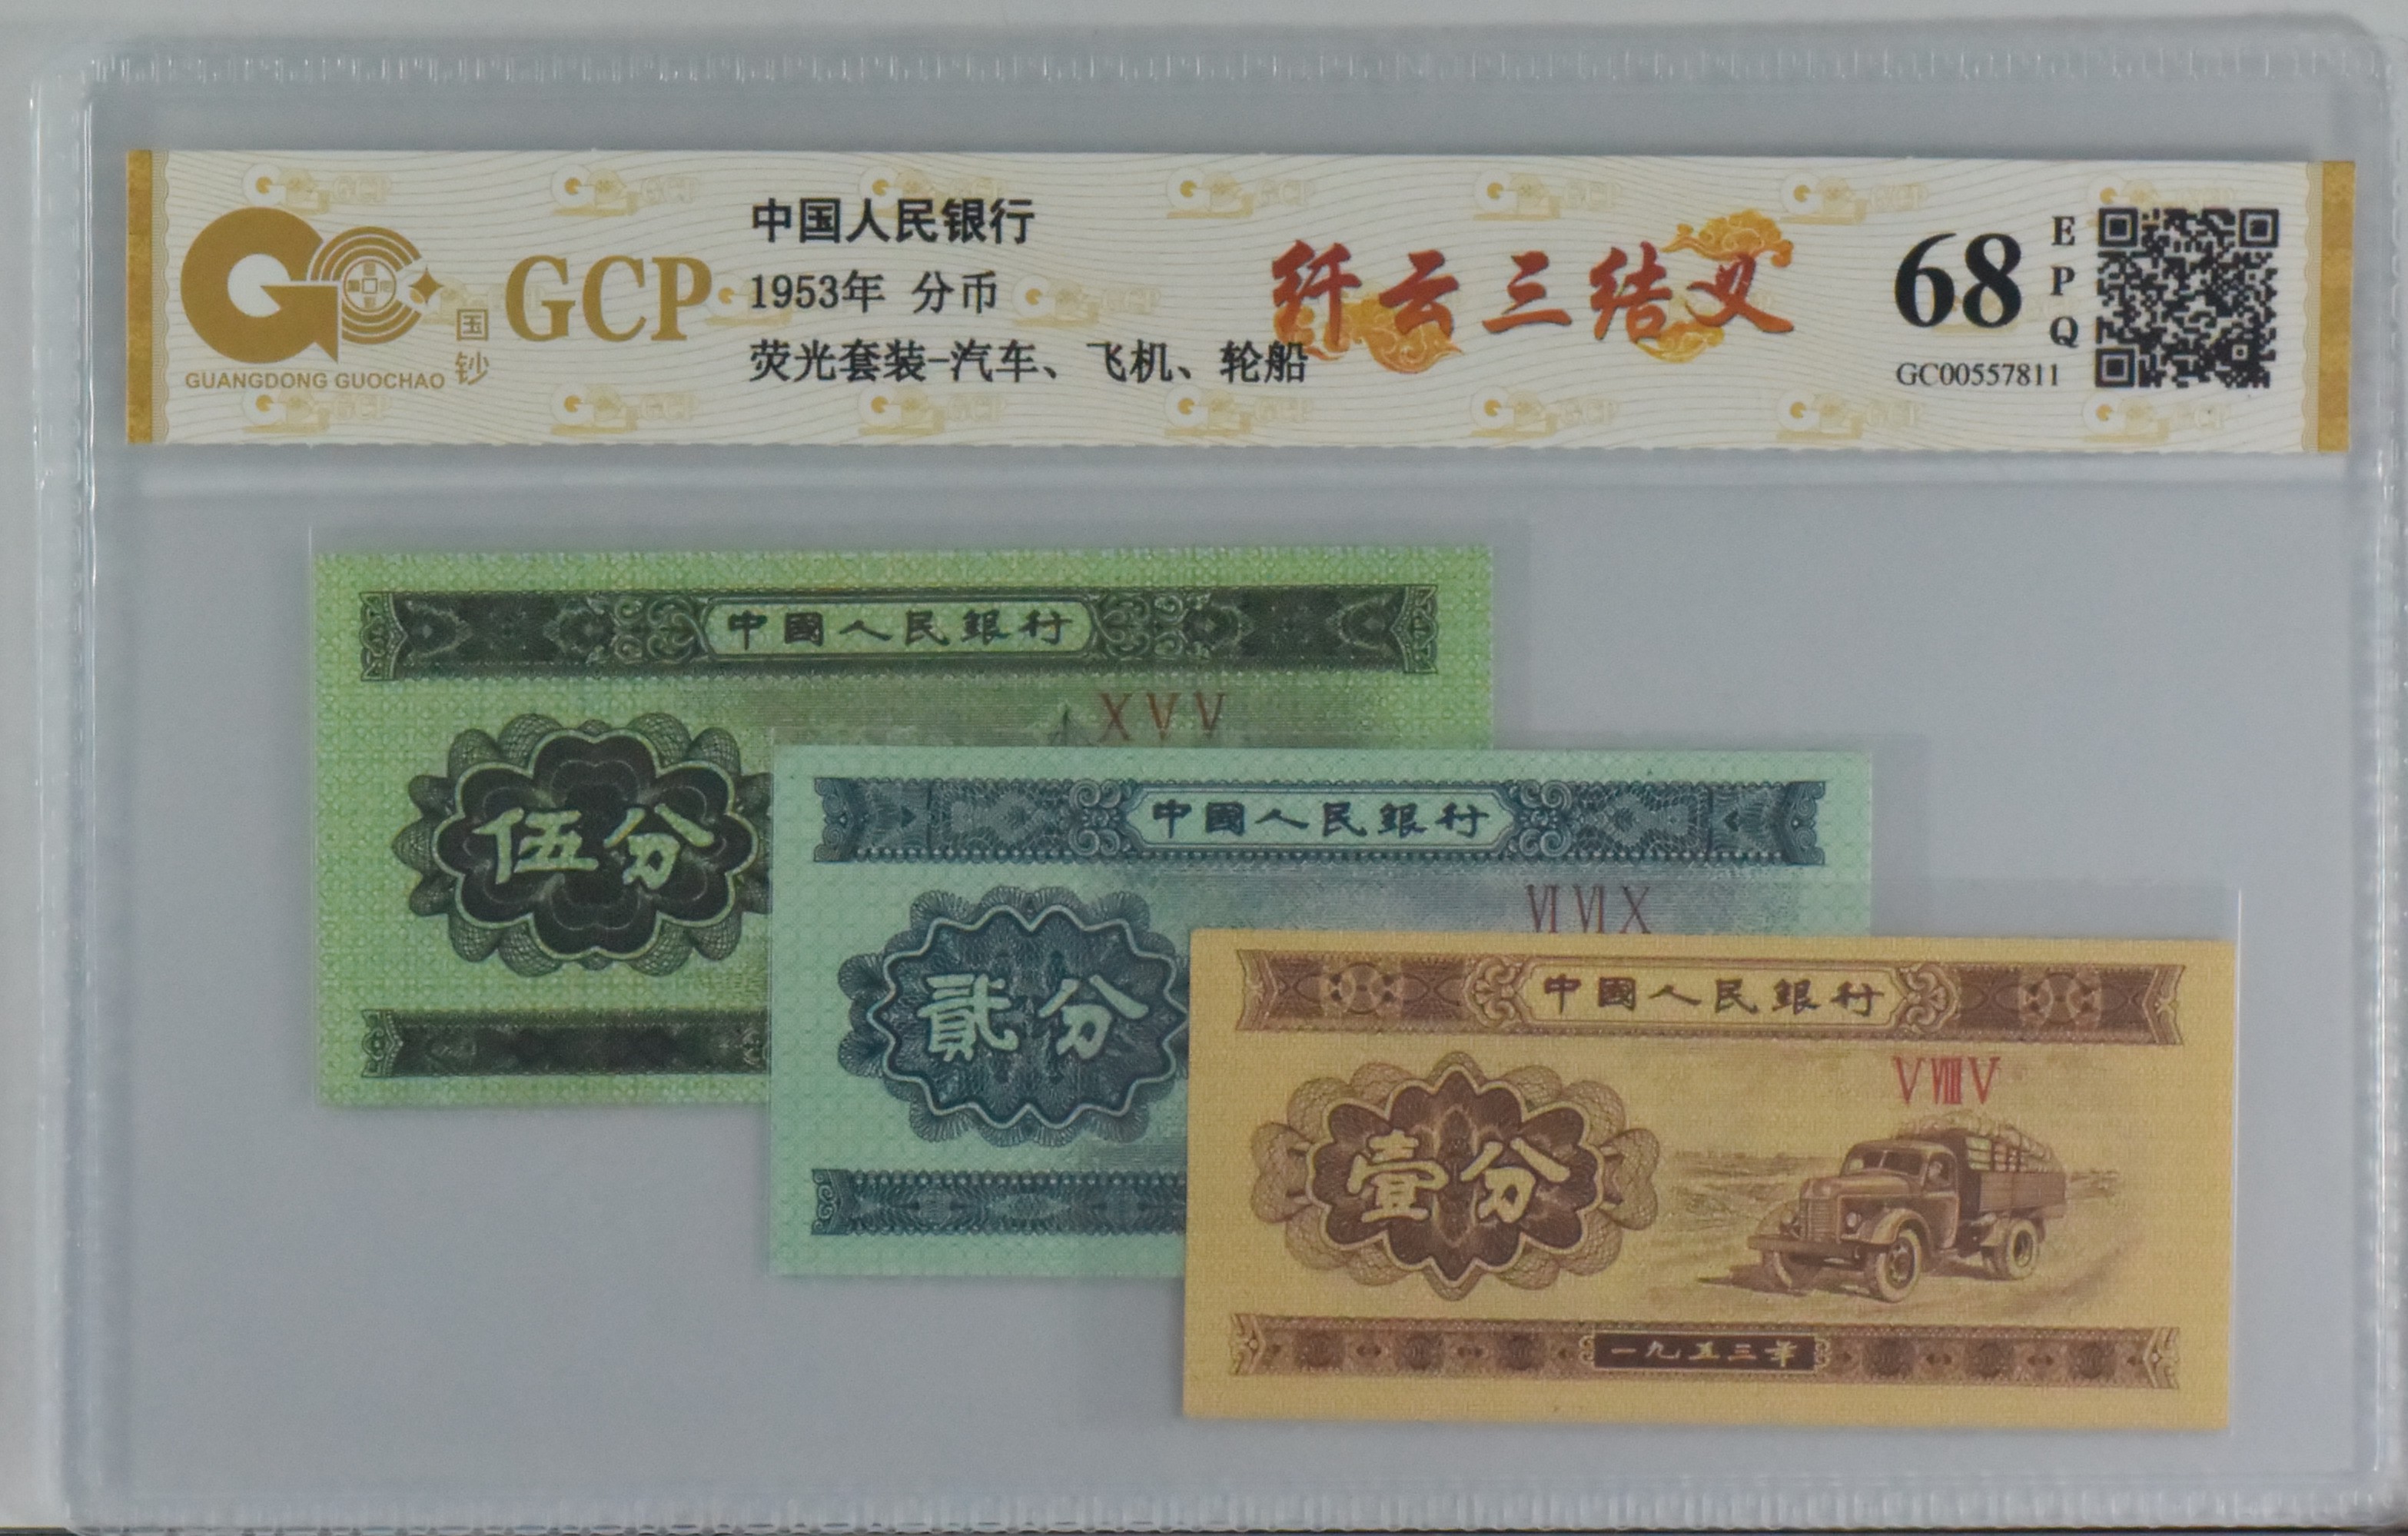 GUANGDONG GUOCHAO
国钞
GCP
中国人民银行
1953年 分币
荧光套装-汽车、飞机、轮船
纤云三结义
68
EPQ
GC00557811
中國人民銀行
X V V
伍分
中國人民銀行
VI VI X
貳分
中國人民銀行
V VIII V
壹分
一九五三年